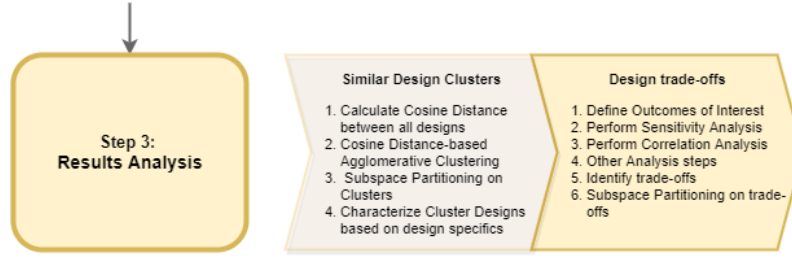 Step 3:
Results Analysis
Similar Design Clusters
1. Calculate Cosine Distance
between all designs
2. Cosine Distance-based
Agglomerative Clustering
3. Subspace Partitioning on
Clusters
4. Characterize Cluster Designs
based on design specifics
Design trade-offs
1. Define Outcomes of Interest
2. Perform Sensitivity Analysis
3. Perform Correlation Analysis
4. Other Analysis steps
5. Identify trade-offs
6. Subspace Partitioning on trade-
offs